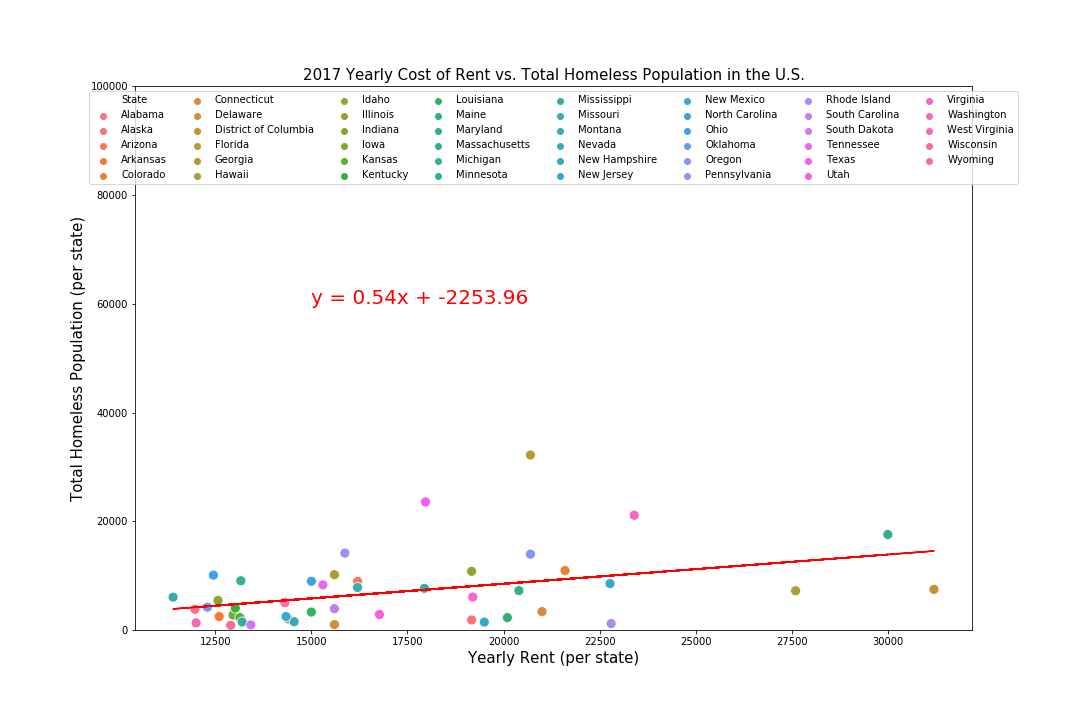 2017 Yearly Cost of Rent vs. Total Homeless Population in the U.S.
100000
State Connecticut Idaho Louisiana Mississippi New Mexico Rhode Island Virginia
Alabama Delaware Illinois Maine Missouri North Carolina South Carolina Washington
Alaska District of Columbia Indiana Maryland Montana Ohio South Dakota West Virginia
Arizona Florida Iowa Massachusetts Nevada Oklahoma Tennessee Wisconsin
Arkansas Georgia Kansas Michigan New Hampshire Oregon Texas Wyoming
Colorado Hawaii Kentucky Minnesota New Jersey Pennsylvania Utah
80000
60000
40000
20000
0
Total Homeless Population (per state)
y = 0.54x + -2253.96
12500 15000 17500 20000 22500 25000 27500 30000
Yearly Rent (per state)